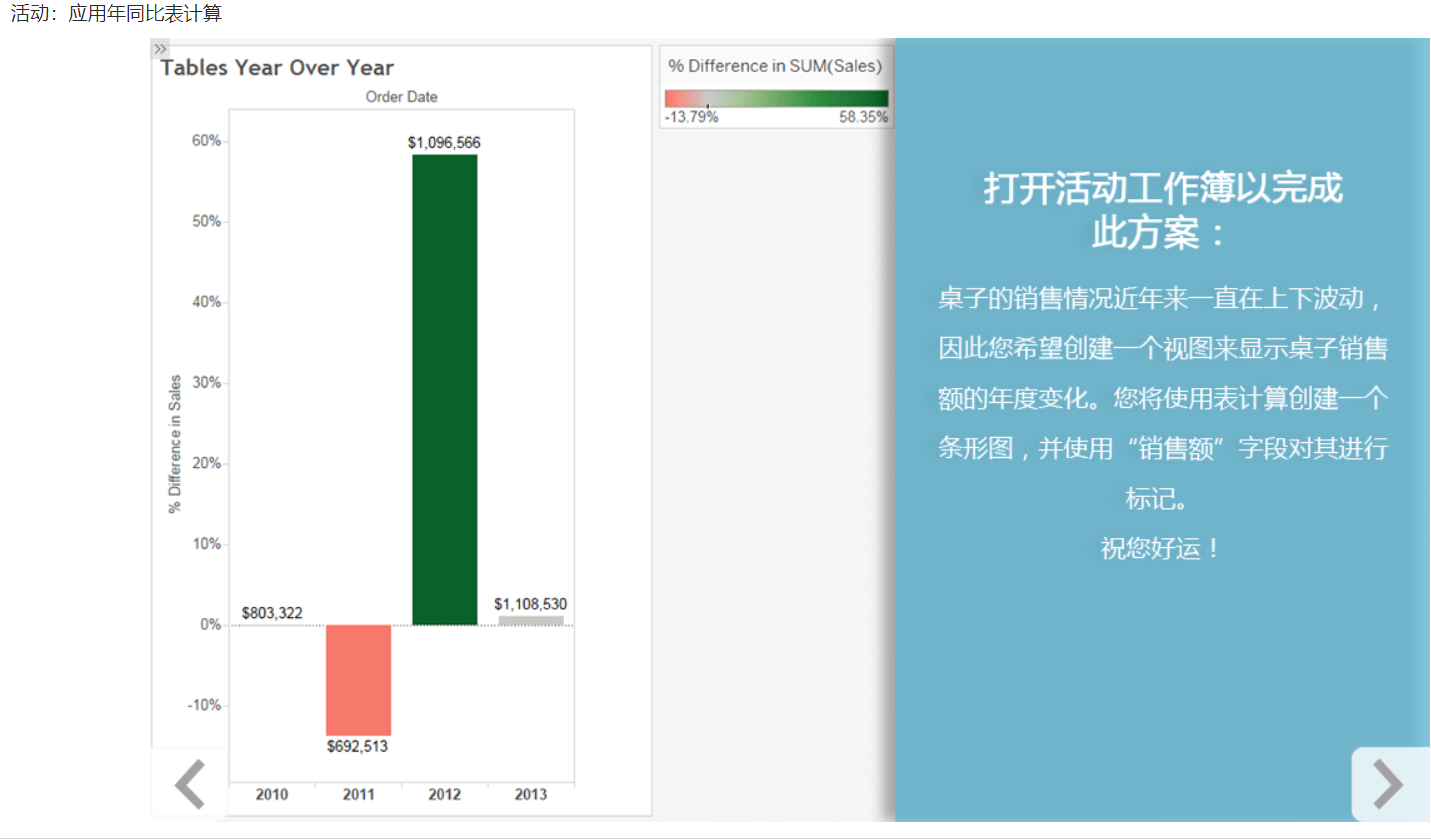 活动：应用年同比表计算
Tables Year Over Year
Order Date
% Difference in Sales
60%
50%
40%
30%
20%
10%
0%
-10%
$803,322
$692,513
$1,096,566
$1,108,530
2010
2011
2012
2013
% Difference in SUM(Sales)
-13.79%
58.35%
打开活动工作簿以完成
此方案：
桌子的销售情况近年来一直在上下波动，
因此您希望创建一个视图来显示桌子销售
额的年度变化。您将使用表计算创建一个
条形图，并使用“销售额”字段对其进行
标记。
祝您好运！